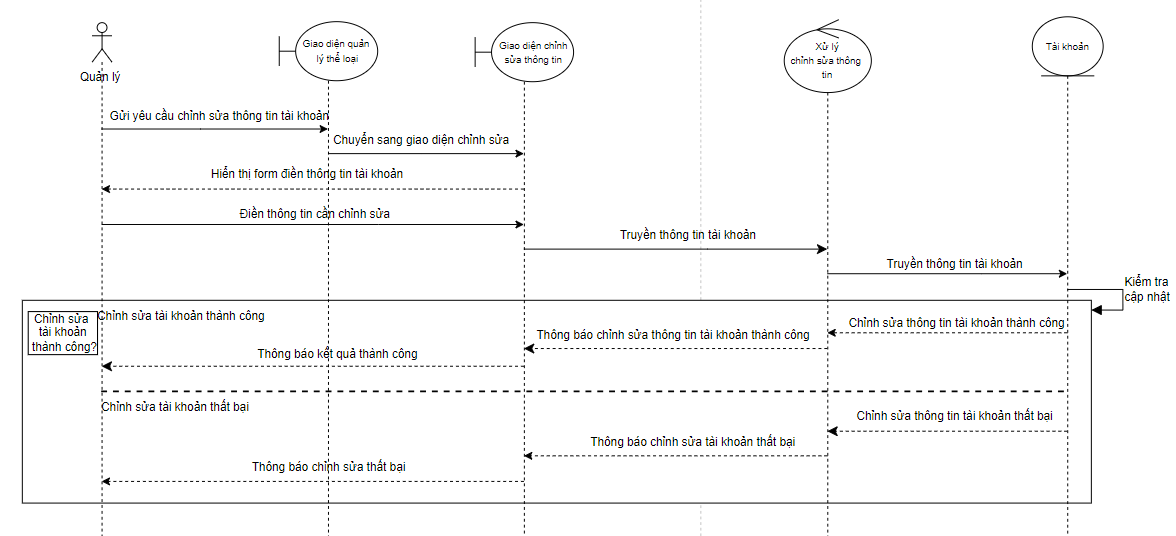 Quản lý
Giao diện quản
lý thể loại
Giao diện chỉnh
sửa thông tin
Xử lý
chỉnh sửa thông
tin
Tài khoản
Gửi yêu cầu chỉnh sửa thông tin tài khoản
Chuyển sang giao diện chỉnh sửa
Hiển thị form điền thông tin tài khoản
Điền thông tin cần chỉnh sửa
Truyền thông tin tài khoản
Truyền thông tin tài khoản
Kiểm tra
cập nhật
Chỉnh sửa
tài khoản
thành công?
Chỉnh sửa tài khoản thành công
Chỉnh sửa thông tin tài khoản thành công
Thông báo chỉnh sửa thông tin tài khoản thành công
Thông báo kết quả thành công
Chỉnh sửa tài khoản thất bại
Chỉnh sửa thông tin tài khoản thất bại
Thông báo chỉnh sửa tài khoản thất bại
Thông báo chỉnh sửa thất bại